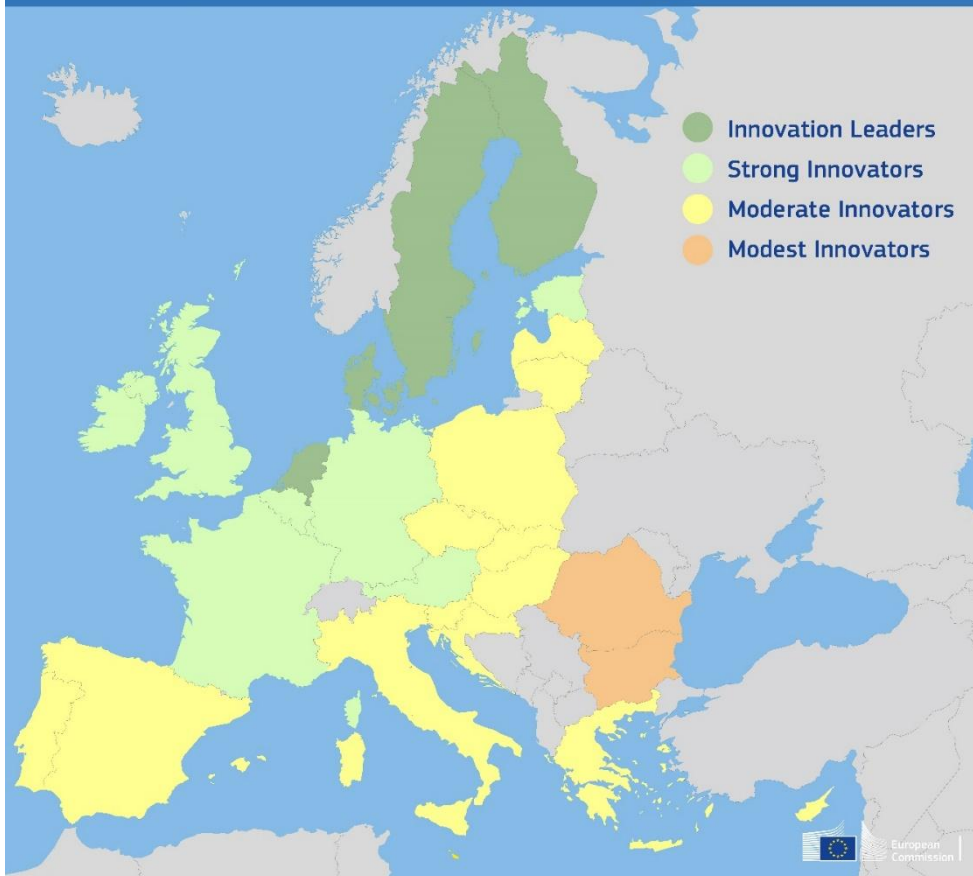 Innovation Leaders
Strong Innovators
Moderate Innovators
Modest Innovators
European
Commission